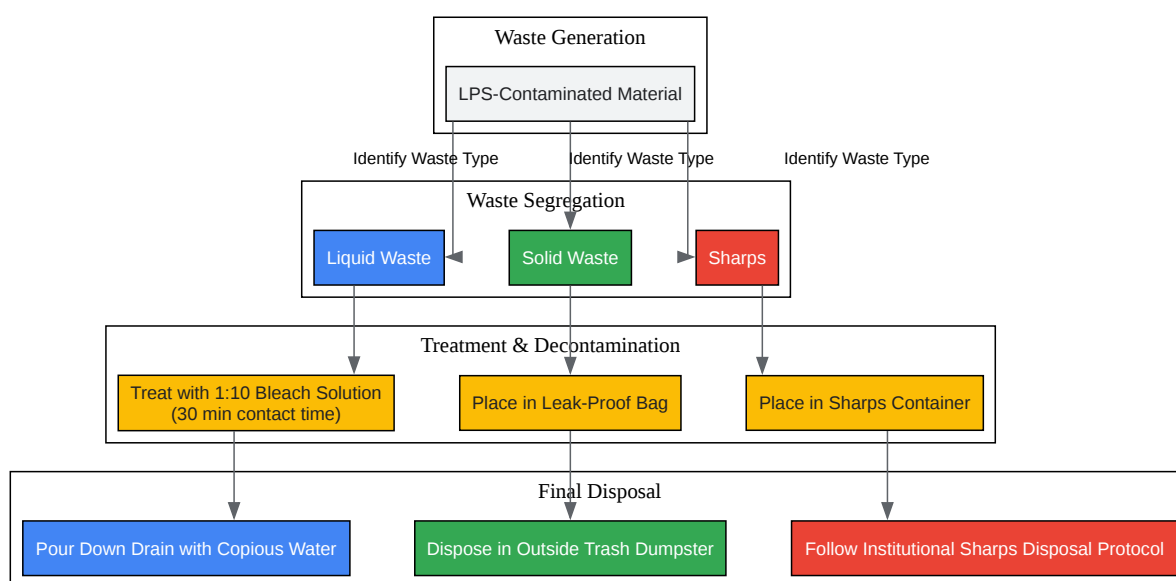 Waste Generation
LPS-Contaminated Material
Identify Waste Type
Identify Waste Type
Identify Waste Type
Waste Segregation
Liquid Waste
Solid Waste
Sharps
Treatment & Decontamination
Treat with 1:10 Bleach Solution
(30 min contact time)
Place in Leak-Proof Bag
Place in Sharps Container
Final Disposal
Pour Down Drain with Copious Water
Dispose in Outside Trash Dumpster
Follow Institutional Sharps Disposal Protocol